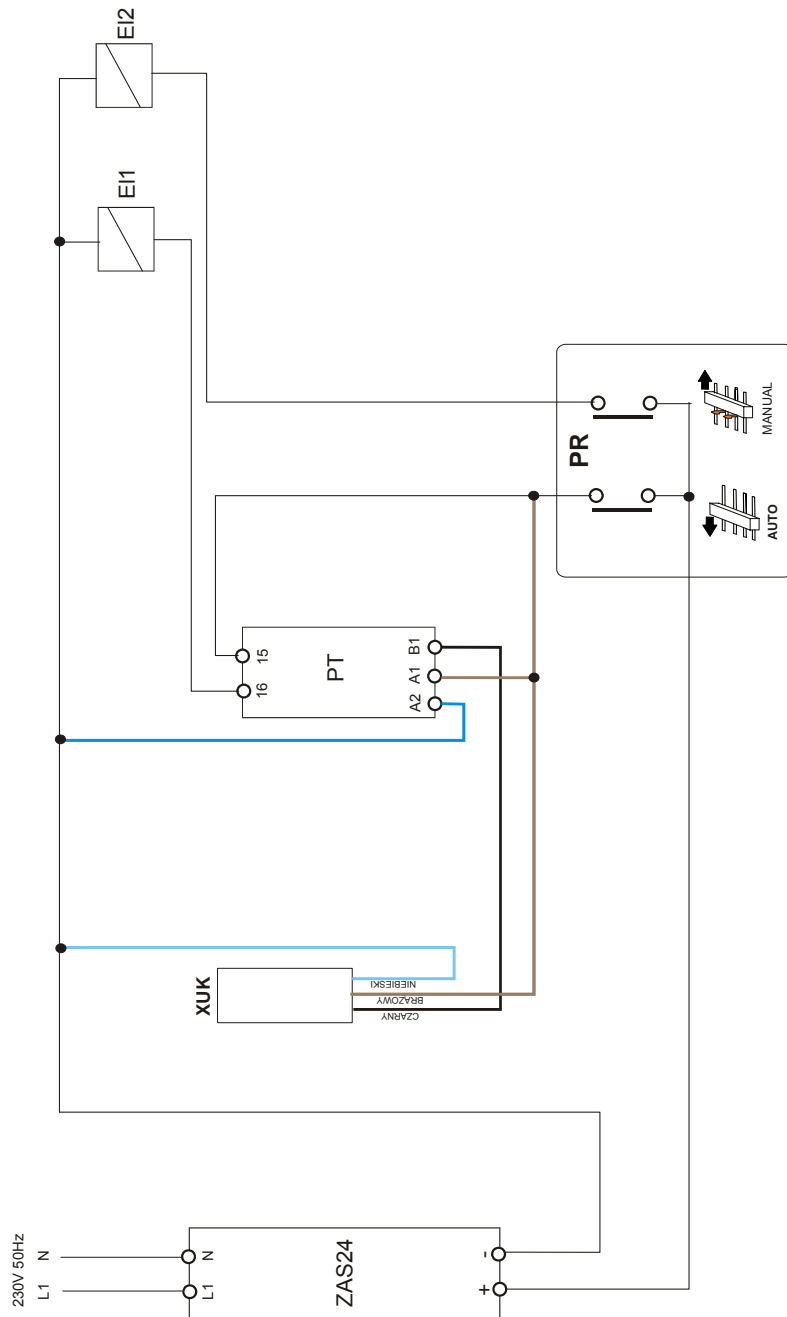 EI2
EI1
MANUAL
PR
AUTO
15
16
PT
B1
A1
A2
XUK
NIEBIESKI
BRĄZOWY
CZARNY
230V 50Hz
N
L1
N
L1
ZAS24
-
+